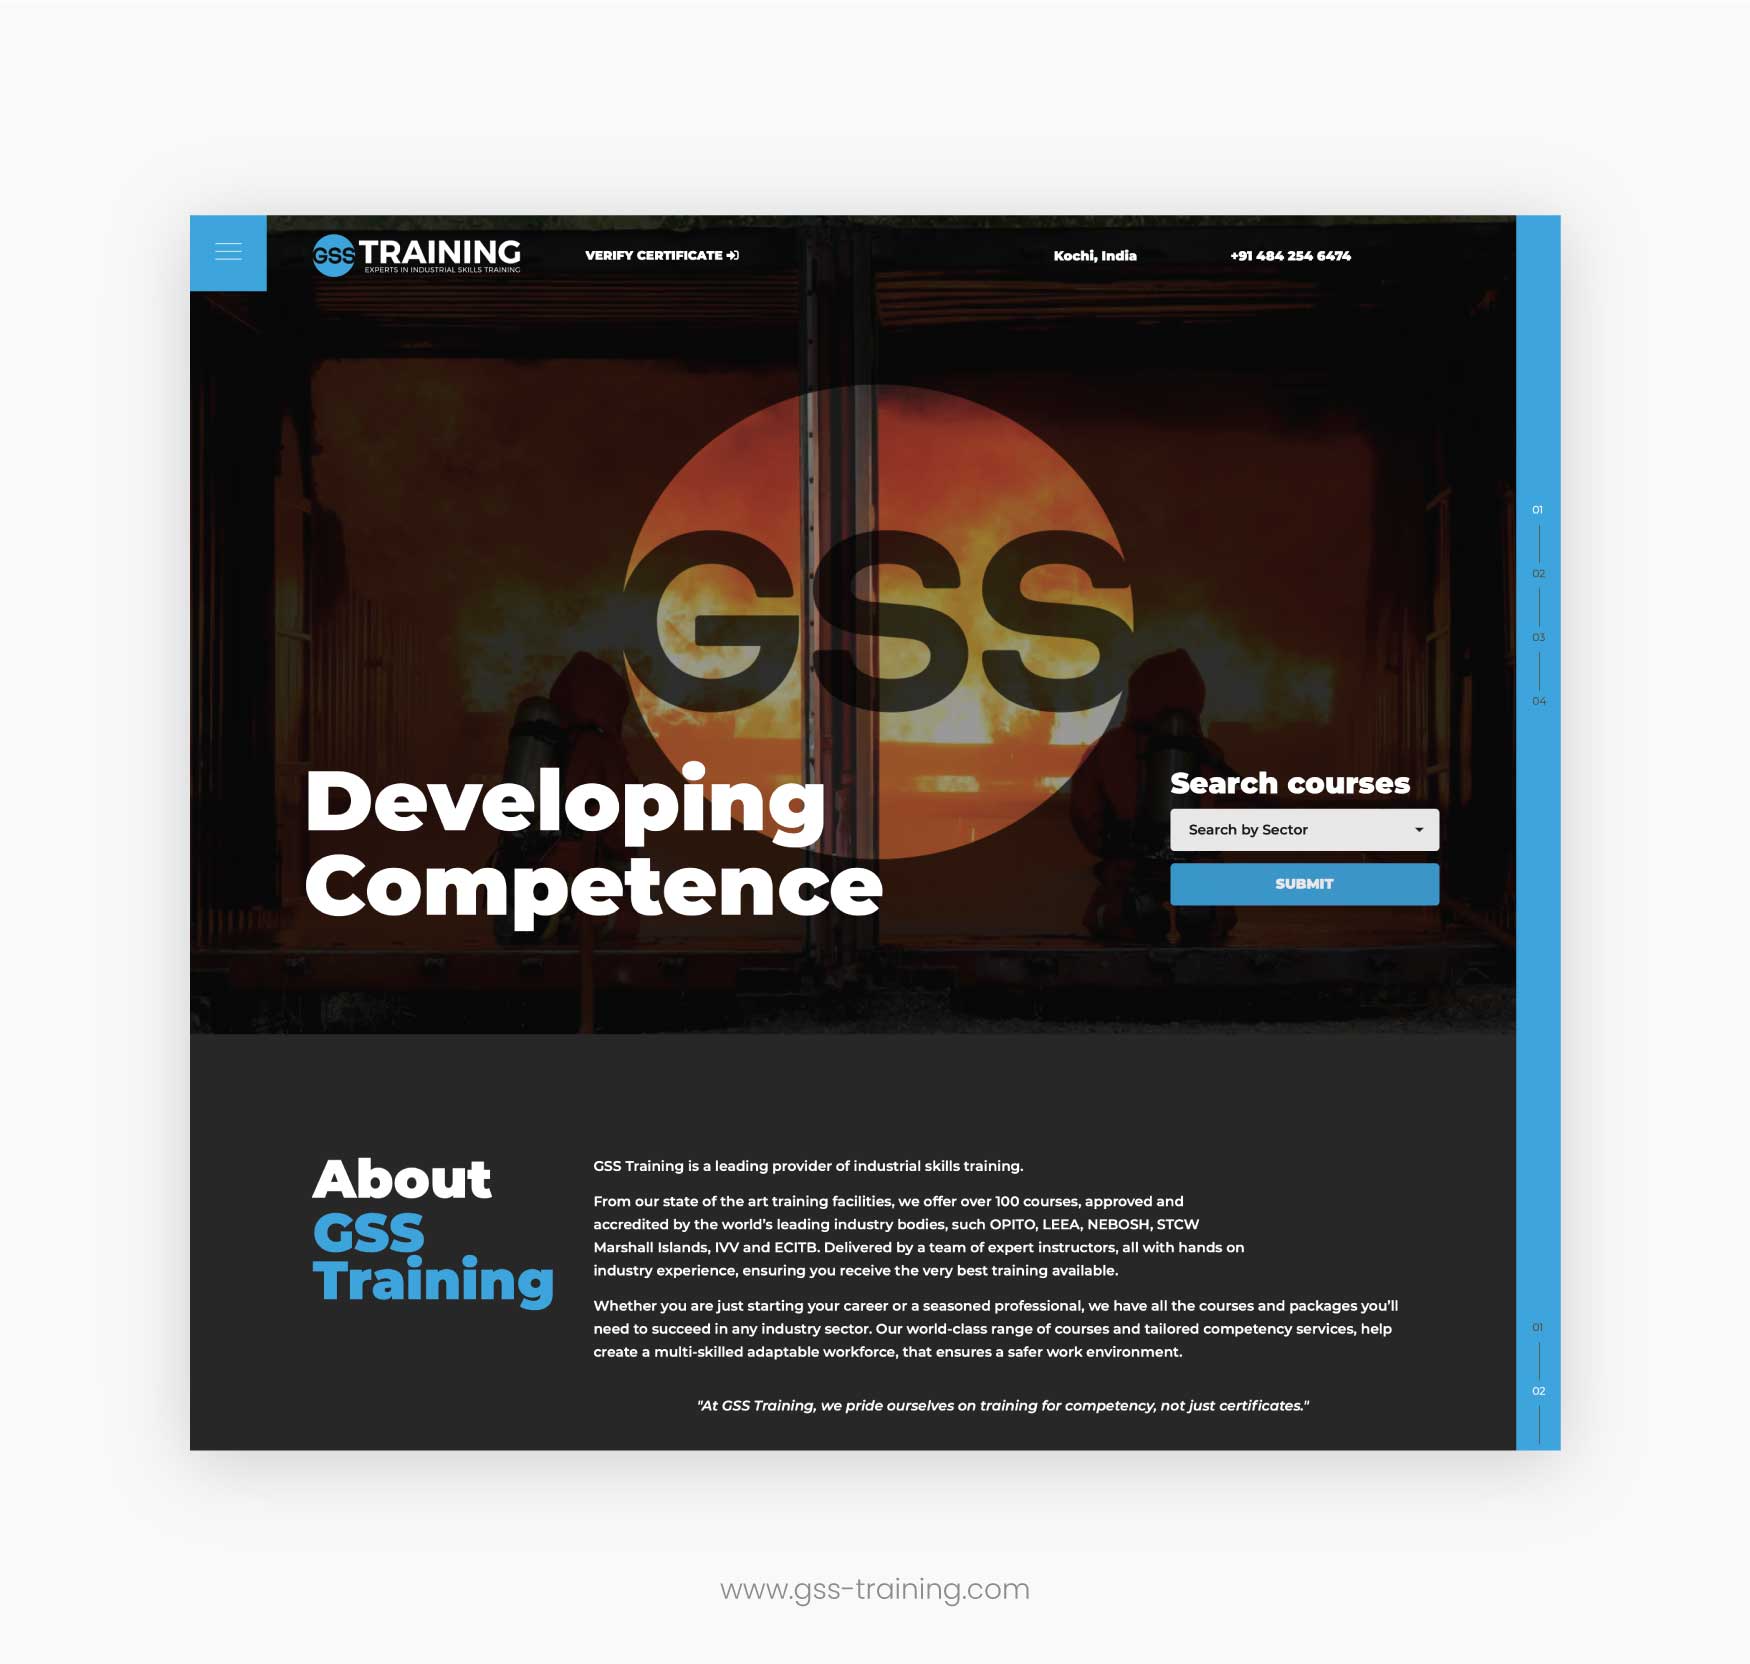 GSS TRAINING
EXPERTS IN INDUSTRIAL SKILLS TRAINING
VERIFY CERTIFICATE
Kochi, India
+91 484 254 6474
GSS
01
02
03
04
Developing
Competence
Search courses
Search by Sector
SUBMIT
About
GSS
Training
GSS Training is a leading provider of industrial skills training.
From our state of the art training facilities, we offer over 100 courses, approved and
accredited by the world’s leading industry bodies, such OPITO, LEEA, NEBOSH, STCW
Marshall Islands, IVV and ECITB. Delivered by a team of expert instructors, all with hands on
industry experience, ensuring you receive the very best training available.
Whether you are just starting your career or a seasoned professional, we have all the courses and packages you’ll
need to succeed in any industry sector. Our world-class range of courses and tailored competency services, help
create a multi-skilled adaptable workforce, that ensures a safer work environment.
"At GSS Training, we pride ourselves on training for competency, not just certificates."
01
02
www.gss-training.com